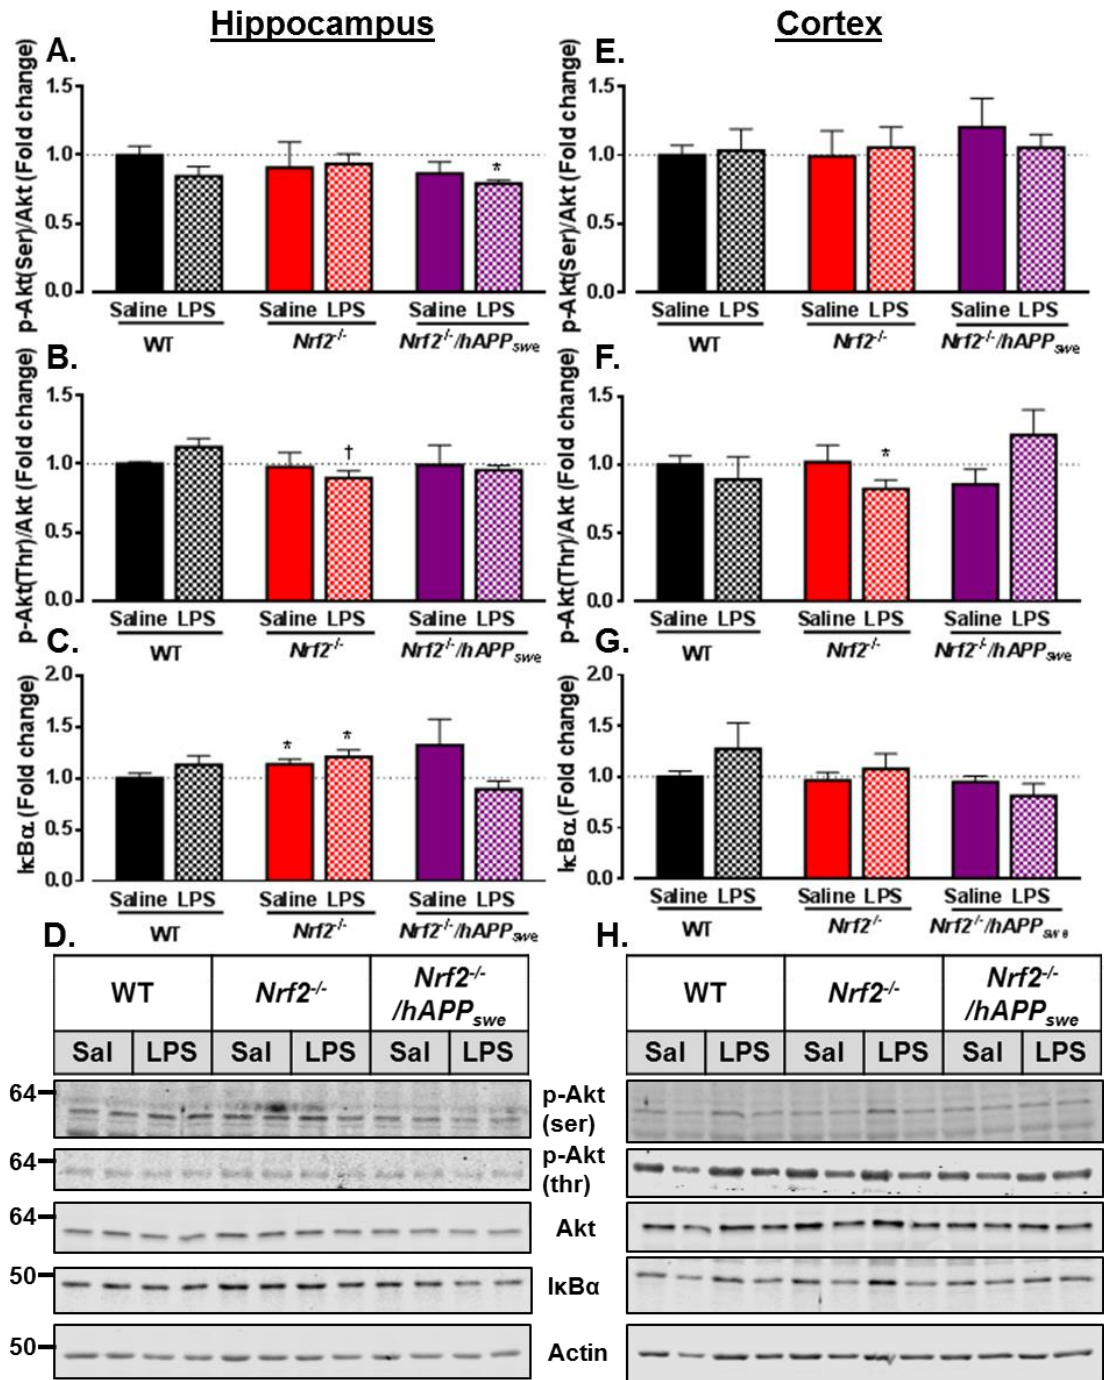 Hippocampus
A.
p-Akt(Ser)/Akt (Fold change)
1.5
1.0
0.5
0.0
*
Saline LPS Saline LPS Saline LPS
WT Nrf2-/- Nrf2-/-/hAPPswe
B.
p-Akt(Thr)/Akt (Fold change)
1.5
1.0
0.5
0.0
†
Saline LPS Saline LPS Saline LPS
WT Nrf2-/- Nrf2-/-/hAPPswe
C.
IκBα (Fold change)
2.0
1.5
1.0
0.5
0.0
* *
Saline LPS Saline LPS Saline LPS
WT Nrf2-/- Nrf2-/-/hAPPswe
D.
WT Nrf2-/- Nrf2-/-
/hAPPswe
Sal LPS Sal LPS Sal LPS
64
64
64
50
50
p-Akt
(ser)
p-Akt
(thr)
Akt
IκBα
Actin
Cortex
E.
p-Akt(Ser)/Akt (Fold change)
1.5
1.0
0.5
0.0
Saline LPS Saline LPS Saline LPS
WT Nrf2-/- Nrf2-/-/hAPPswe
F.
p-Akt(Thr)/Akt (Fold change)
1.5
1.0
0.5
0.0
*
Saline LPS Saline LPS Saline LPS
WT Nrf2-/- Nrf2-/-/hAPPswe
G.
IκBα (Fold change)
2.0
1.5
1.0
0.5
0.0
Saline LPS Saline LPS Saline LPS
WT Nrf2-/- Nrf2-/-/hAPPswe
H.
WT Nrf2-/- Nrf2-/-
/hAPPswe
Sal LPS Sal LPS Sal LPS